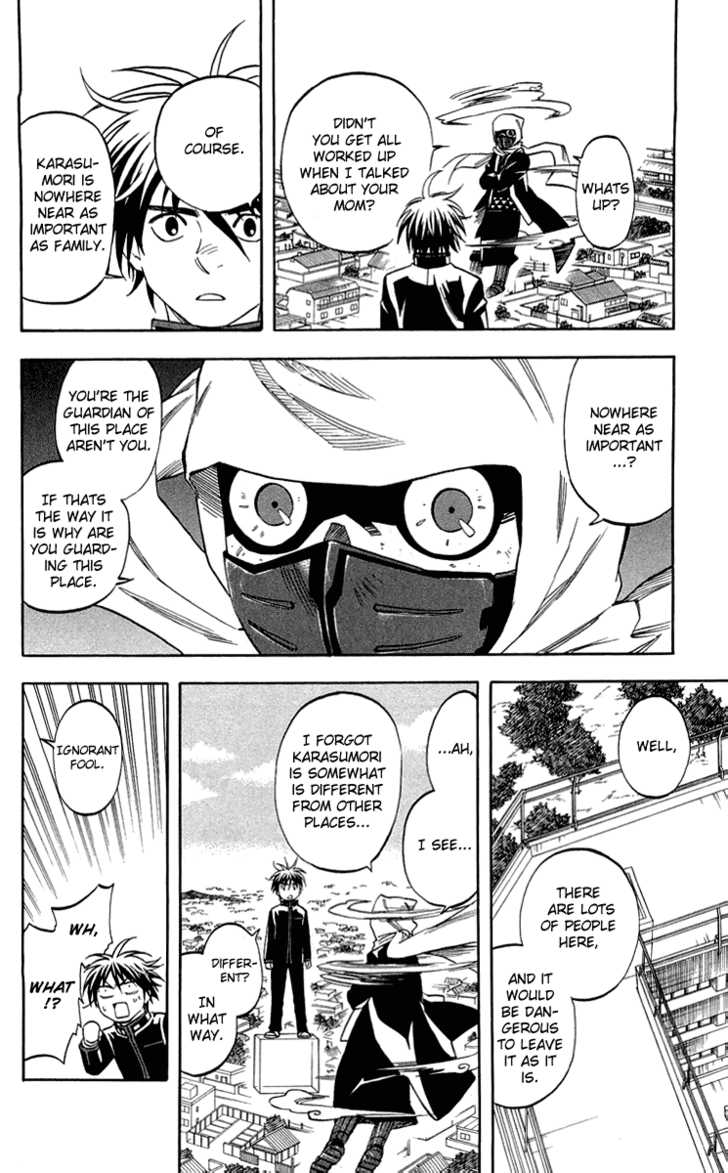 WHATS
UP?
DIDN'T
YOU GET ALL
WORKED UP
WHEN I TALKED
ABOUT YOUR
MOM?
OF
COURSE.
KARASU-
MORI IS
NOWHERE
NEAR AS
IMPORTANT
AS FAMILY.
NOWHERE
NEAR AS
IMPORTANT
...?
YOU'RE THE
GUARDIAN OF
THIS PLACE
AREN'T YOU.
IF THATS
THE WAY IT
IS WHY ARE
YOU GUARD-
ING THIS
PLACE.
WELL,
THERE
ARE LOTS
OF PEOPLE
HERE,
AND IT
WOULD
BE DAN-
GEROUS
TO LEAVE
IT AS IT
IS.
...AH,
I SEE...
I FORGOT
KARASUMORI
IS SOMEWHAT
IS DIFFERENT
FROM OTHER
PLACES...
DIFFER-
ENT?
IN
WHAT
WAY.
IGNORANT
FOOL.
WH,
WHAT
!?